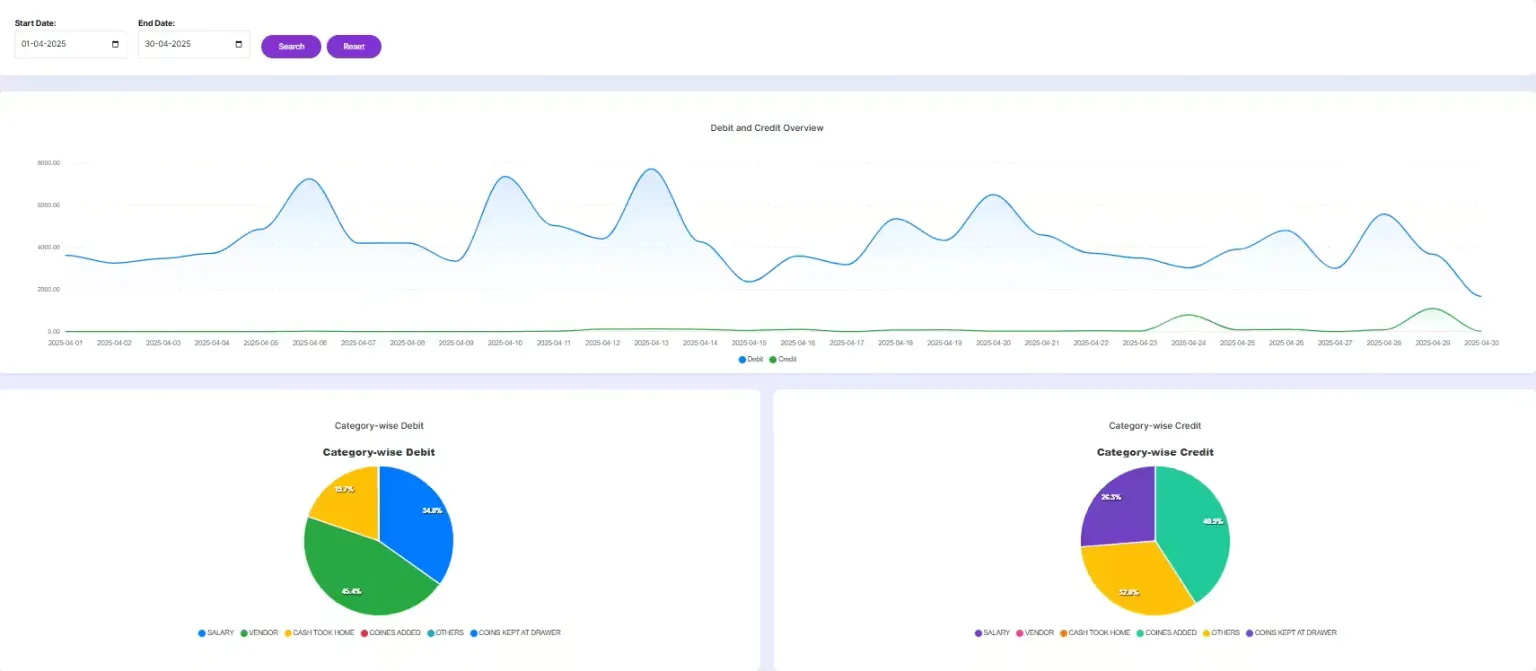 Start Date: End Date:
01-04-2025 30-04-2025 Search Reset
Debit and Credit Overview
8000.00
6000.00
4000.00
2000.00
0.00
2025-04-01 2025-04-02 2025-04-03 2025-04-04 2025-04-05 2025-04-06 2025-04-07 2025-04-08 2025-04-09 2025-04-10 2025-04-11 2025-04-12 2025-04-13 2025-04-14 2025-04-15 2025-04-16 2025-04-17 2025-04-18 2025-04-19 2025-04-20 2025-04-21 2025-04-22 2025-04-23 2025-04-24 2025-04-25 2025-04-26 2025-04-27 2025-04-28 2025-04-29 2025-04-30
Debit Credit
Category-wise Debit
Category-wise Debit
19.7%
34.8%
45.4%
SALARY VENDOR CASH TOOK HOME COINES ADDED OTHERS COINS KEPT AT DRAWER
Category-wise Credit
Category-wise Credit
26.3%
40.9%
32.8%
SALARY VENDOR CASH TOOK HOME COINES ADDED OTHERS COINS KEPT AT DRAWER